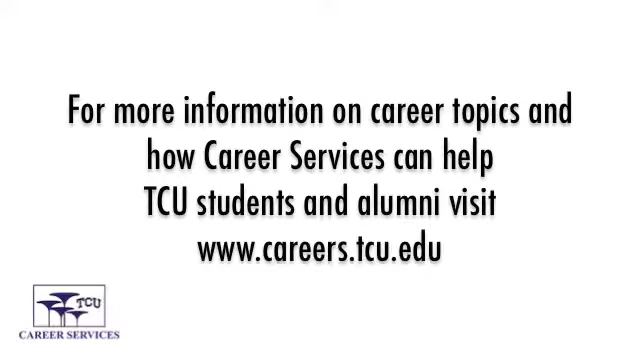 For more information on career topics and
how Career Services can help
TCU students and alumni visit
www.careers.tcu.edu
TCU
CAREER SERVICES